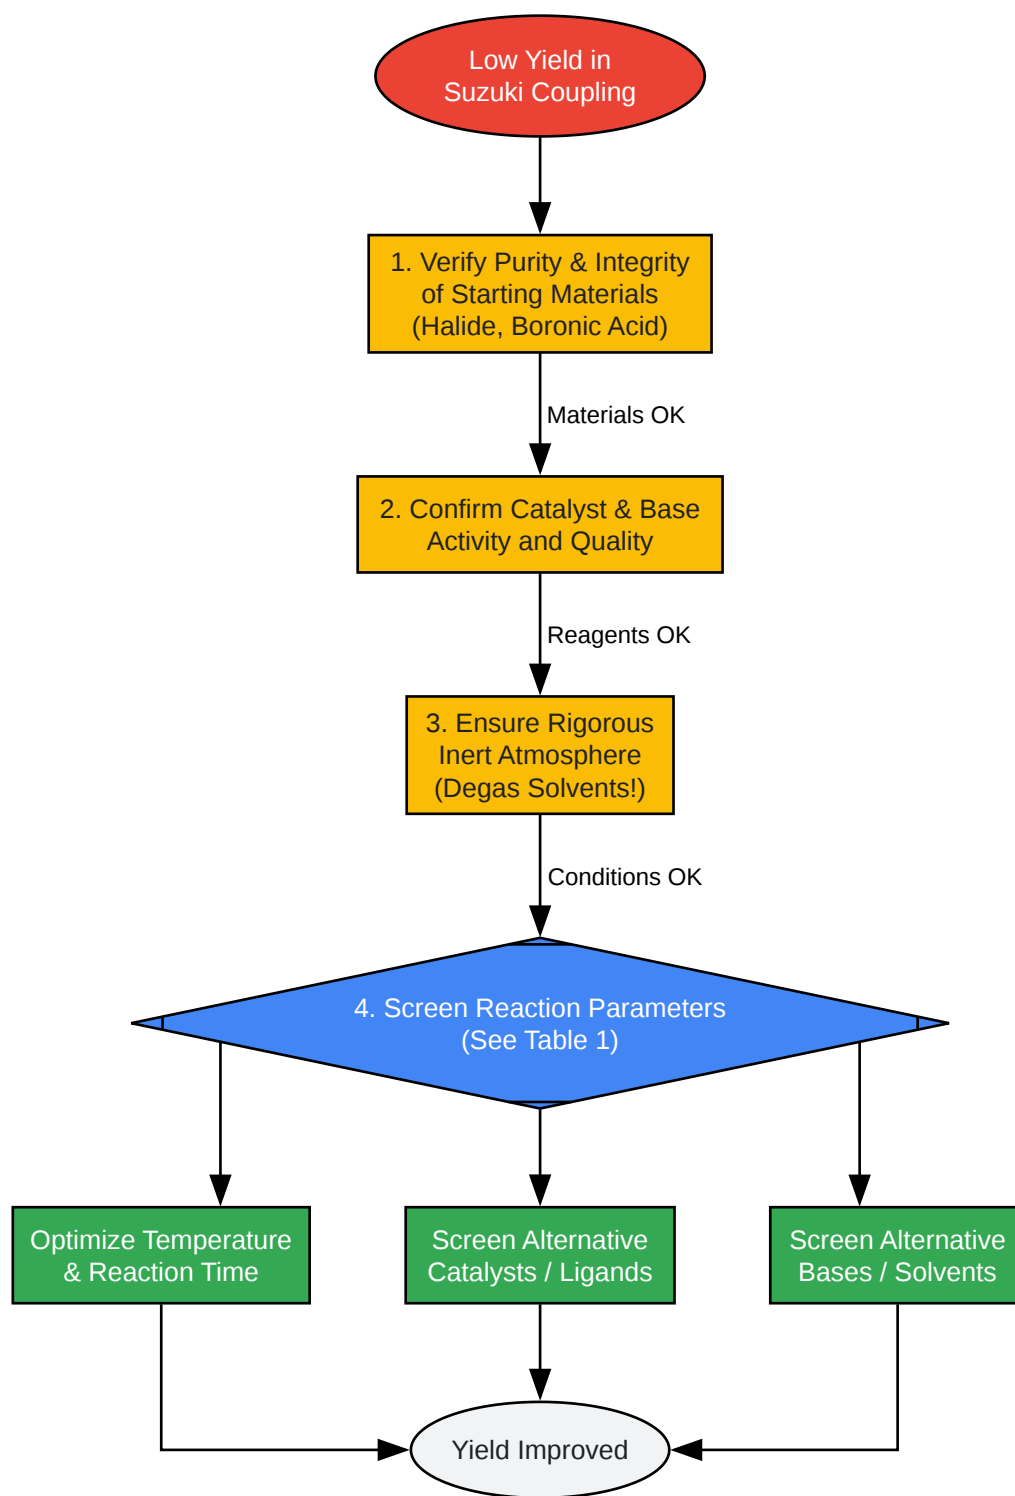 Low Yield in
Suzuki Coupling
1. Verify Purity & Integrity
of Starting Materials
(Halide, Boronic Acid)
Materials OK
2. Confirm Catalyst & Base
Activity and Quality
Reagents OK
3. Ensure Rigorous
Inert Atmosphere
(Degas Solvents!)
Conditions OK
4. Screen Reaction Parameters
(See Table 1)
Optimize Temperature
& Reaction Time
Screen Alternative
Catalysts / Ligands
Screen Alternative
Bases / Solvents
Yield Improved